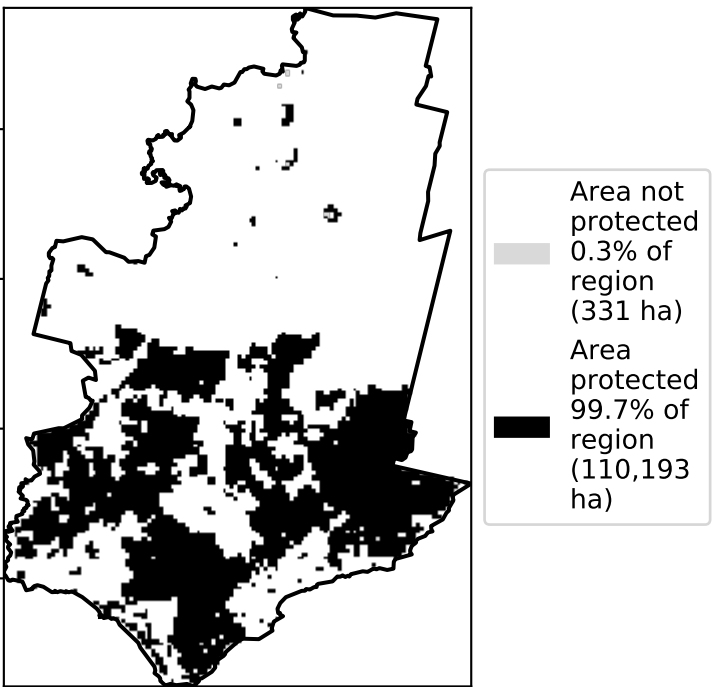 Area not
protected
0.3% of
region
(331 ha)
Area
protected
99.7% of
region
(110,193
ha)